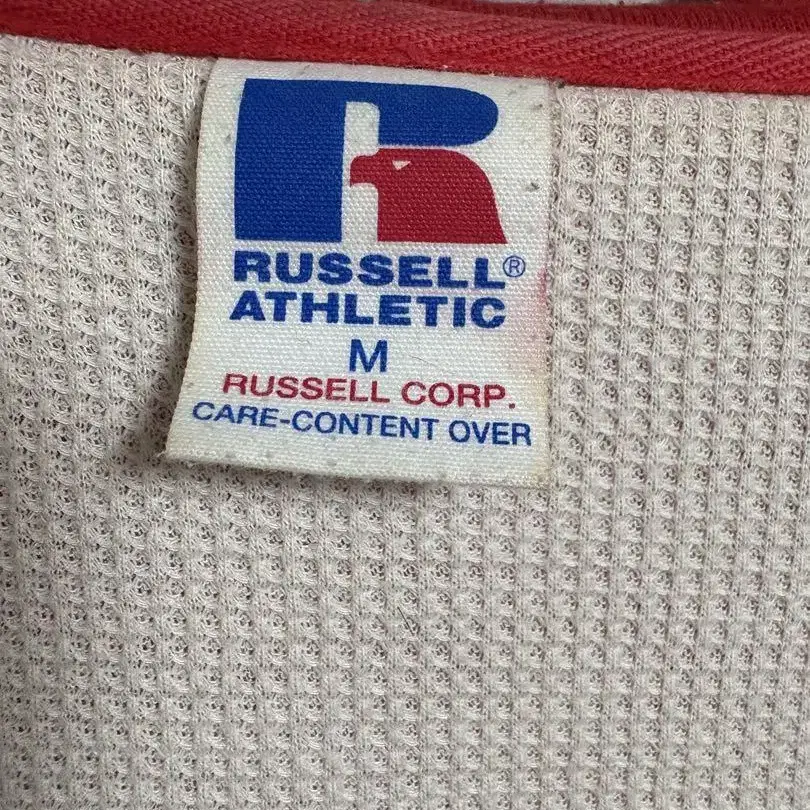 RUSSELL®
ATHLETIC
M
RUSSELL CORP.
CARE-CONTENT OVER